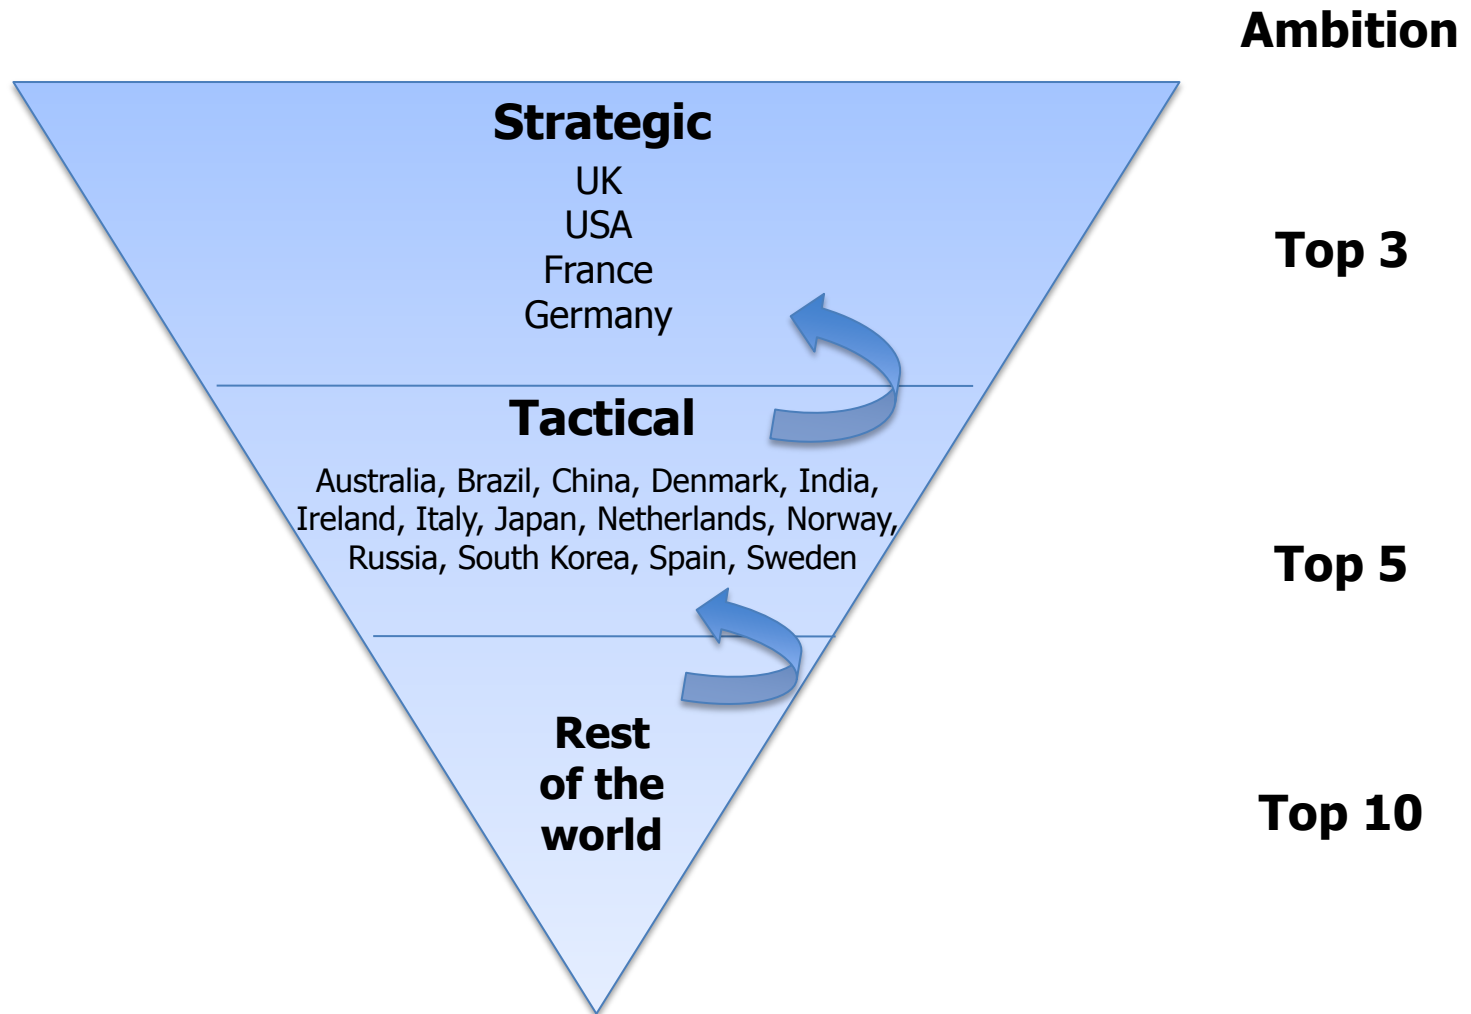 Ambition
Strategic
UK
USA
France
Germany
Top 3
Tactical
Australia, Brazil, China, Denmark, India,
Ireland, Italy, Japan, Netherlands, Norway,
Russia, South Korea, Spain, Sweden
Top 5
Rest
of the
world
Top 10